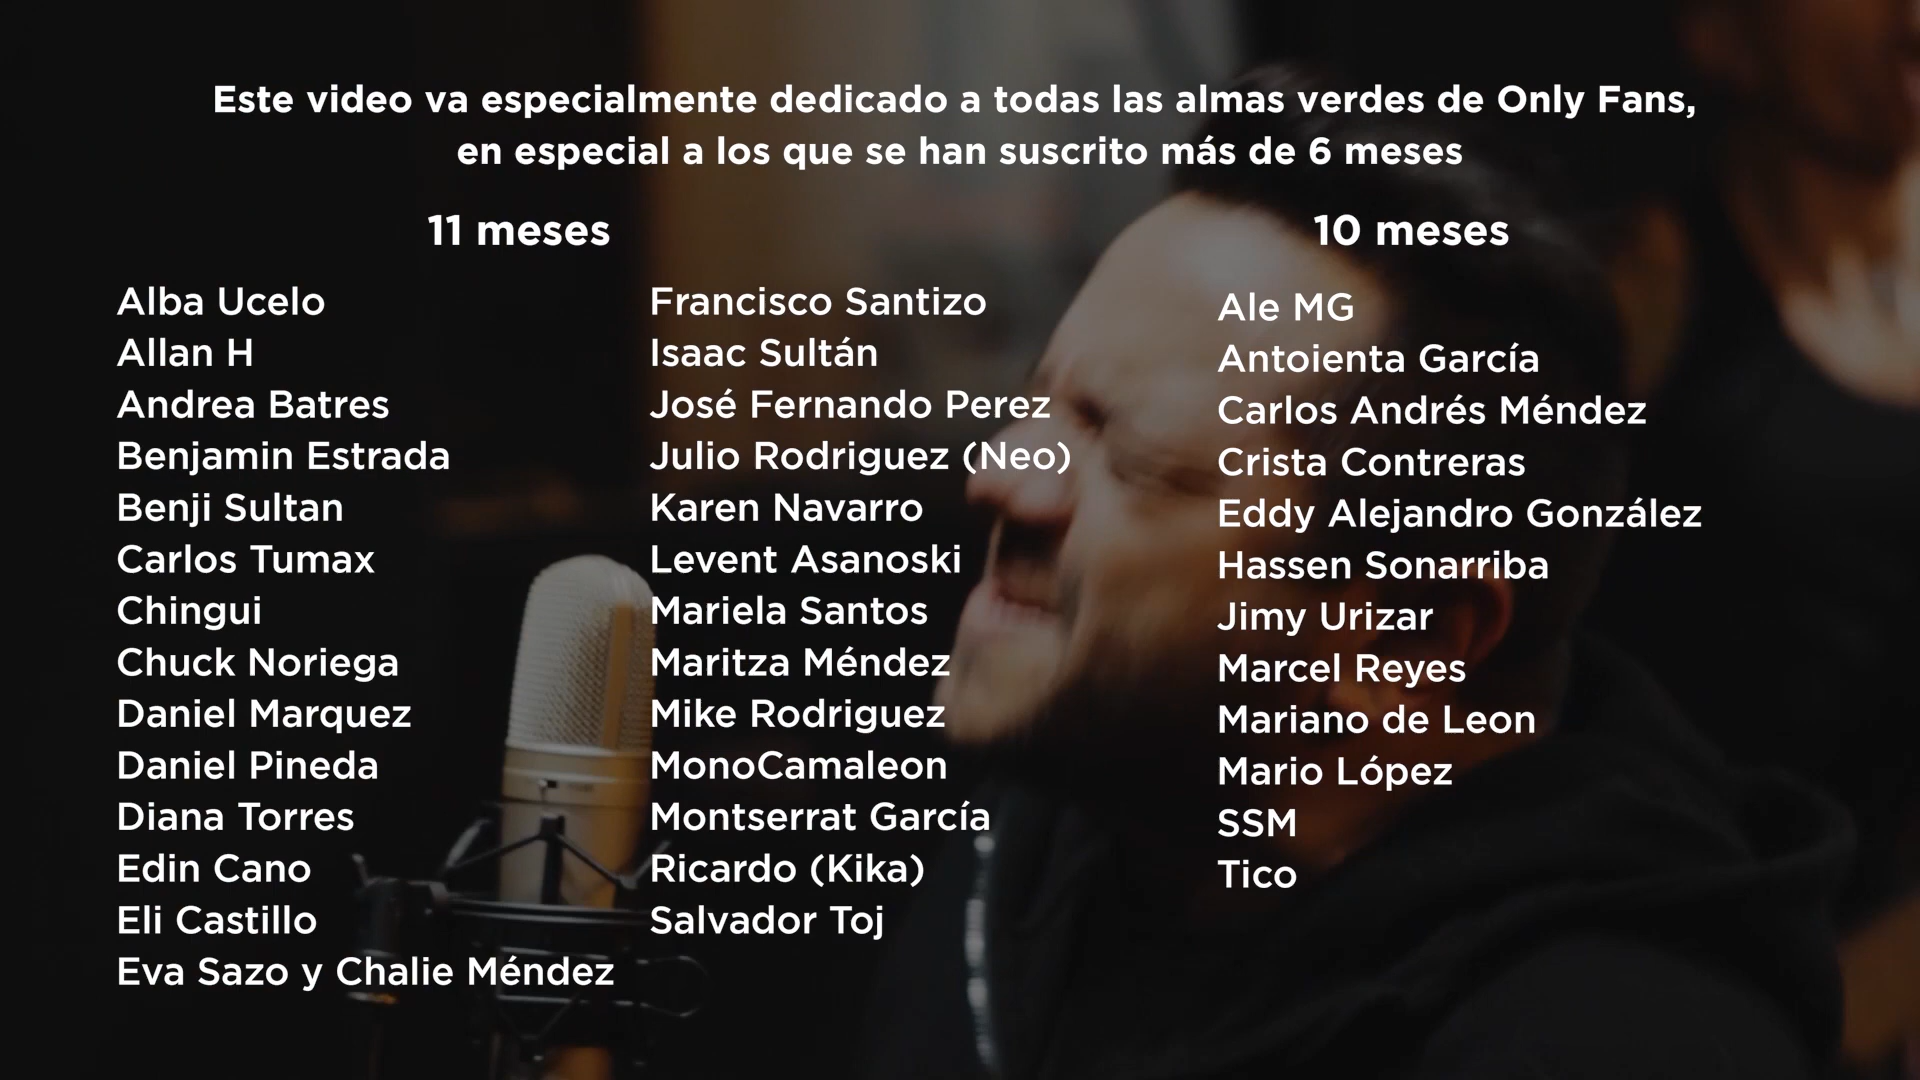 Este video va especialmente dedicado a todas las almas verdes de Only Fans,
en especial a los que se han suscrito más de 6 meses
11 meses
Alba Ucelo
Allan H
Andrea Batres
Benjamin Estrada
Benji Sultan
Carlos Tumax
Chingui
Chuck Noriega
Daniel Marquez
Daniel Pineda
Diana Torres
Edin Cano
Eli Castillo
Eva Sazo y Chalie Méndez
Francisco Santizo
Isaac Sultán
José Fernando Perez
Julio Rodriguez (Neo)
Karen Navarro
Levent Asanoski
Mariela Santos
Maritza Méndez
Mike Rodriguez
MonoCamaleon
Montserrat García
Ricardo (Kika)
Salvador Toj
10 meses
Ale MG
Antoienta García
Carlos Andrés Méndez
Crista Contreras
Eddy Alejandro González
Hassen Sonarriba
Jimy Urizar
Marcel Reyes
Mariano de Leon
Mario López
SSM
Tico